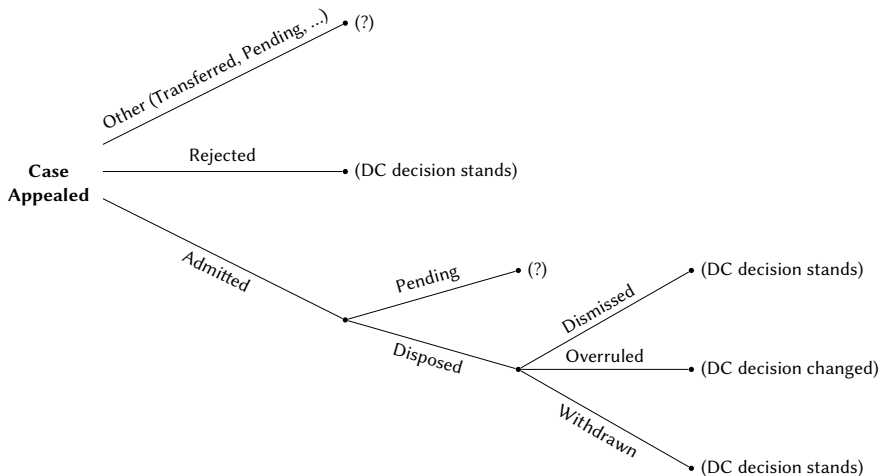 Other (Transferred, Pending, ...)
(?)
Rejected
(DC decision stands)
Case
Appealed
Admitted
Pending
(?)
Disposed
Dismissed
(DC decision stands)
Overruled
(DC decision changed)
Withdrawn
(DC decision stands)